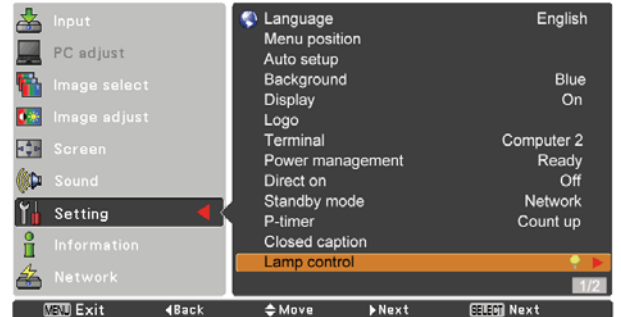 Input
PC adjust
Image select
Image adjust
Screen
Sound
Setting
Information
Network
Language English
Menu position
Auto setup
Background Blue
Display On
Logo
Terminal Computer 2
Power management Ready
Direct on Off
Standby mode Network
P-timer Count up
Closed caption
Lamp control
1/2
MENU Exit Back Move Next SELECT Next